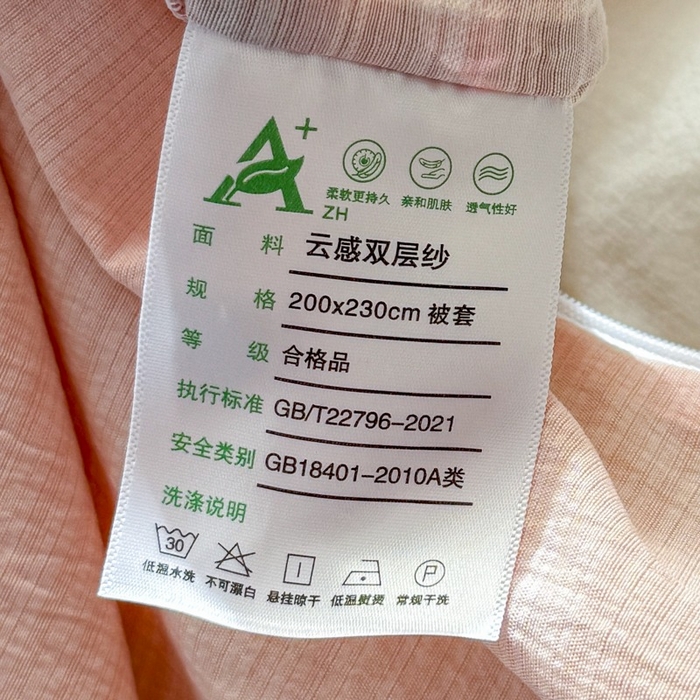 A+
ZH
柔软更持久 亲和肌肤 透气性好
面料 云感双层纱
规格 200x230cm 被套
等级 合格品
执行标准 GB/T22796-2021
安全类别 GB18401-2010A类
洗涤说明
30 P
低温水洗 不可漂白 悬挂晾干 低温熨烫 常规干洗